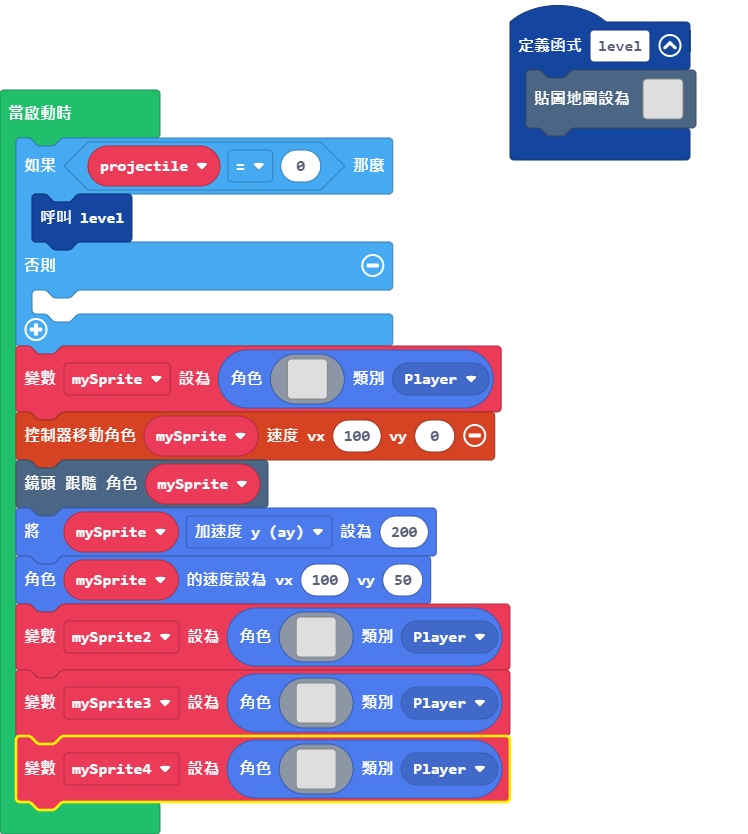 定義函式 level
貼圖地圖設為
當啟動時
如果 projectile = 0 那麼
呼叫 level
否則
變數 mySprite 設為 角色 類別 Player
控制器移動角色 mySprite 速度 vx 100 vy 0
鏡頭 跟隨 角色 mySprite
將 mySprite 加速度 y (ay) 設為 200
角色 mySprite 的速度設為 vx 100 vy 50
變數 mySprite2 設為 角色 類別 Player
變數 mySprite3 設為 角色 類別 Player
變數 mySprite4 設為 角色 類別 Player